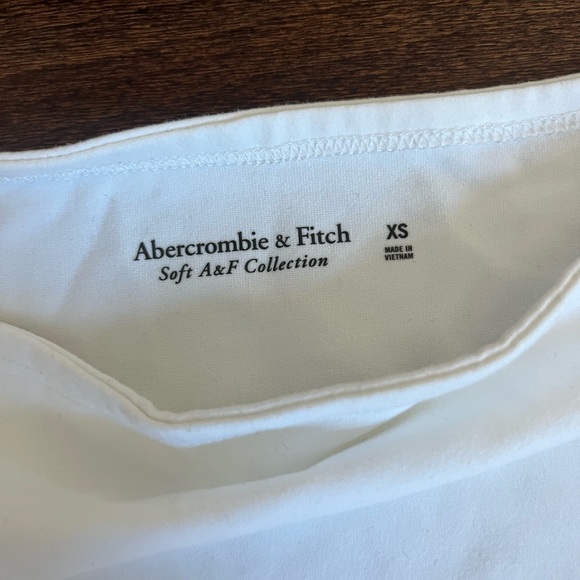 Abercrombie & Fitch
Soft A&F Collection
XS
MADE IN
VIETNAM